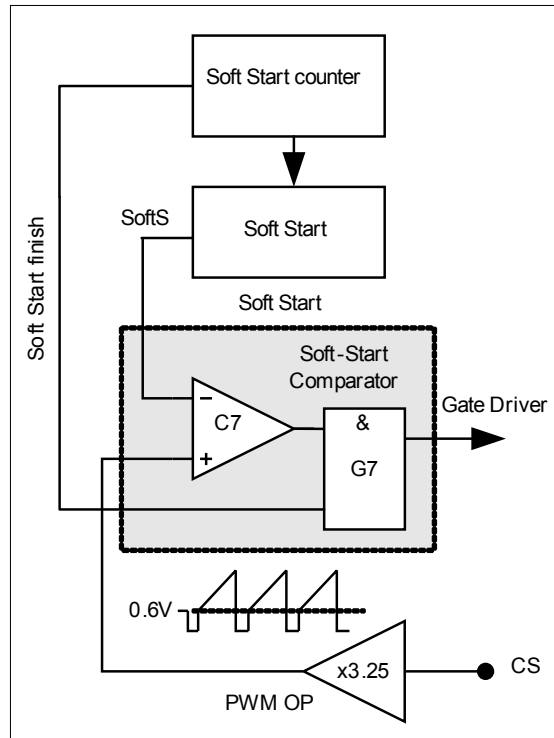 Soft Start counter
SoftS
Soft Start
Soft Start finish
Soft Start
Soft-Start
Comparator
Gate Driver
C7
&
G7
0.6V
x3.25
CS
PWM OP